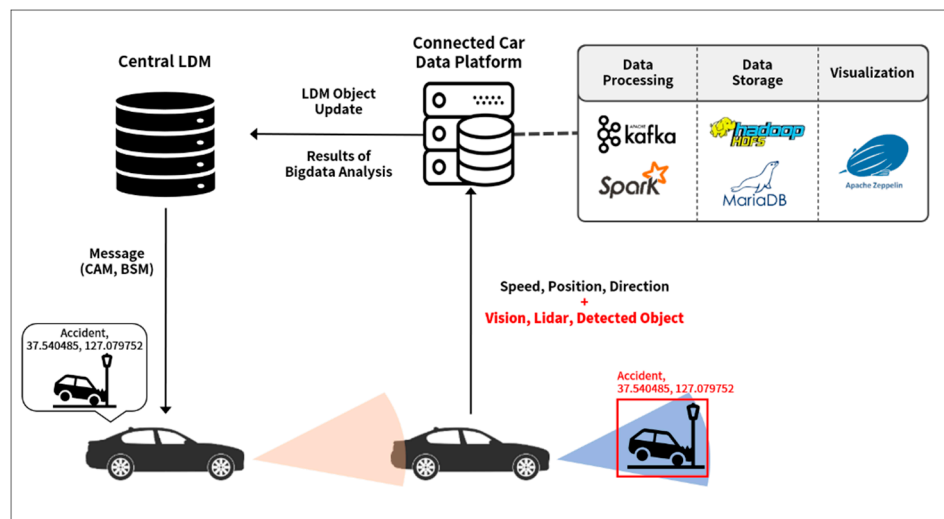 Central LDM
LDM Object
Update
Results of
Bigdata Analysis
Connected Car
Data Platform
Data
Processing
Data
Storage
Visualization
APACHE
kafka
Spark
hadoop
HDFS
MariaDB
Apache Zeppelin
Message
(CAM, BSM)
Speed, Position, Direction
+
Vision, Lidar, Detected Object
Accident,
37.540485, 127.079752
Accident,
37.540485, 127.079752